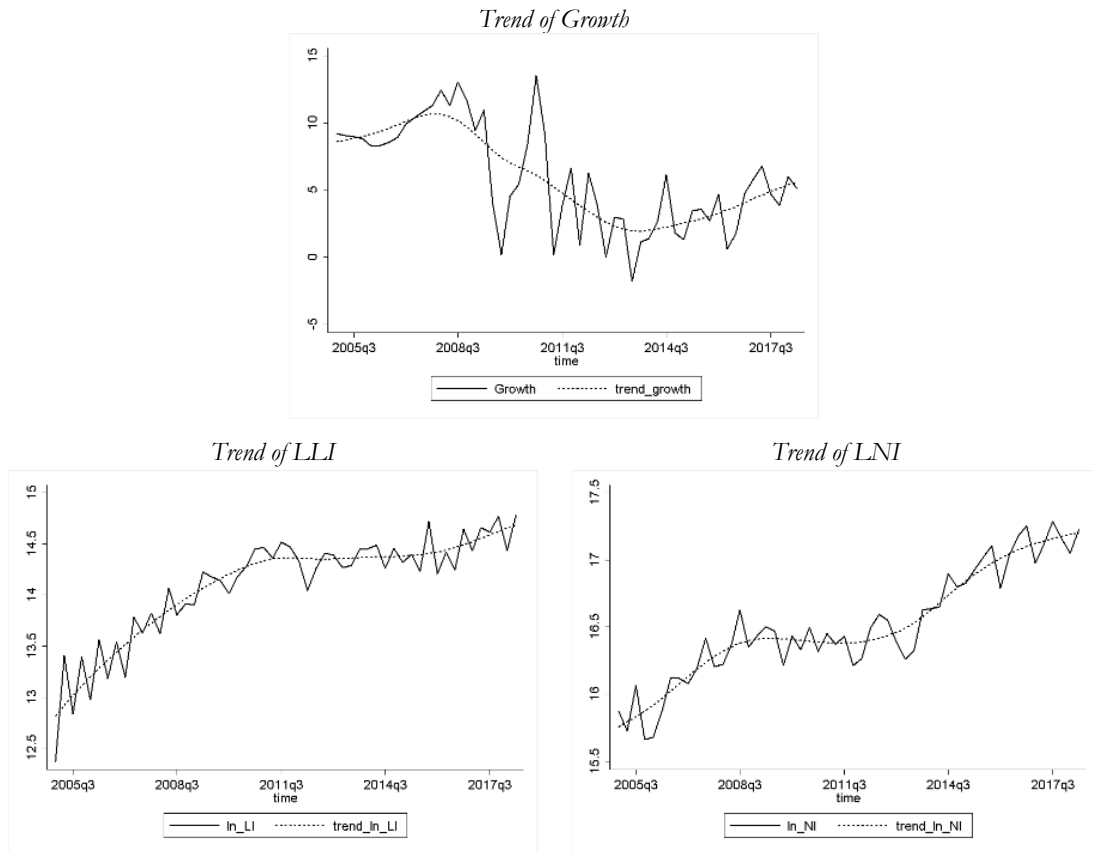 Trend of Growth
15
10
5
0
-5
2005q3 2008q3 2011q3 2014q3 2017q3
time
Growth trend_growth
Trend of LLI
15
14.5
14
13.5
13
12.5
2005q3 2008q3 2011q3 2014q3 2017q3
time
ln_LI trend_ln_LI
Trend of LNI
17.5
17
16.5
16
15.5
2005q3 2008q3 2011q3 2014q3 2017q3
time
ln_NI trend_ln_NI